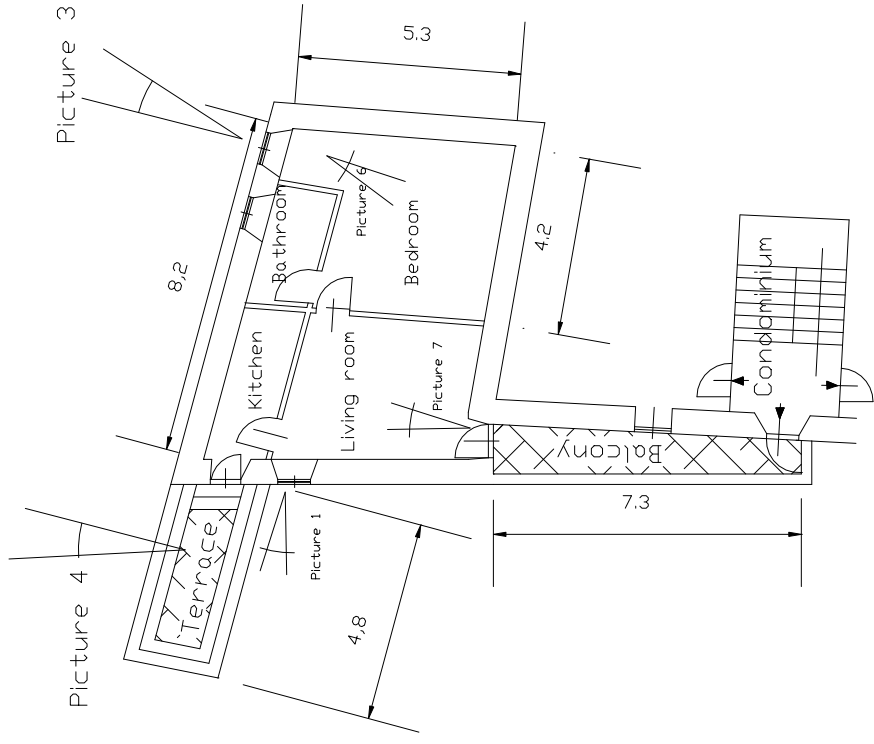 Picture 3
5.3
8,2
Bathroom
Picture 6
Bedroom
4.2
Condominium
Kitchen
Living room
Picture 7
Balcony
7.3
Terrace
Picture 4
Picture 1
4,8